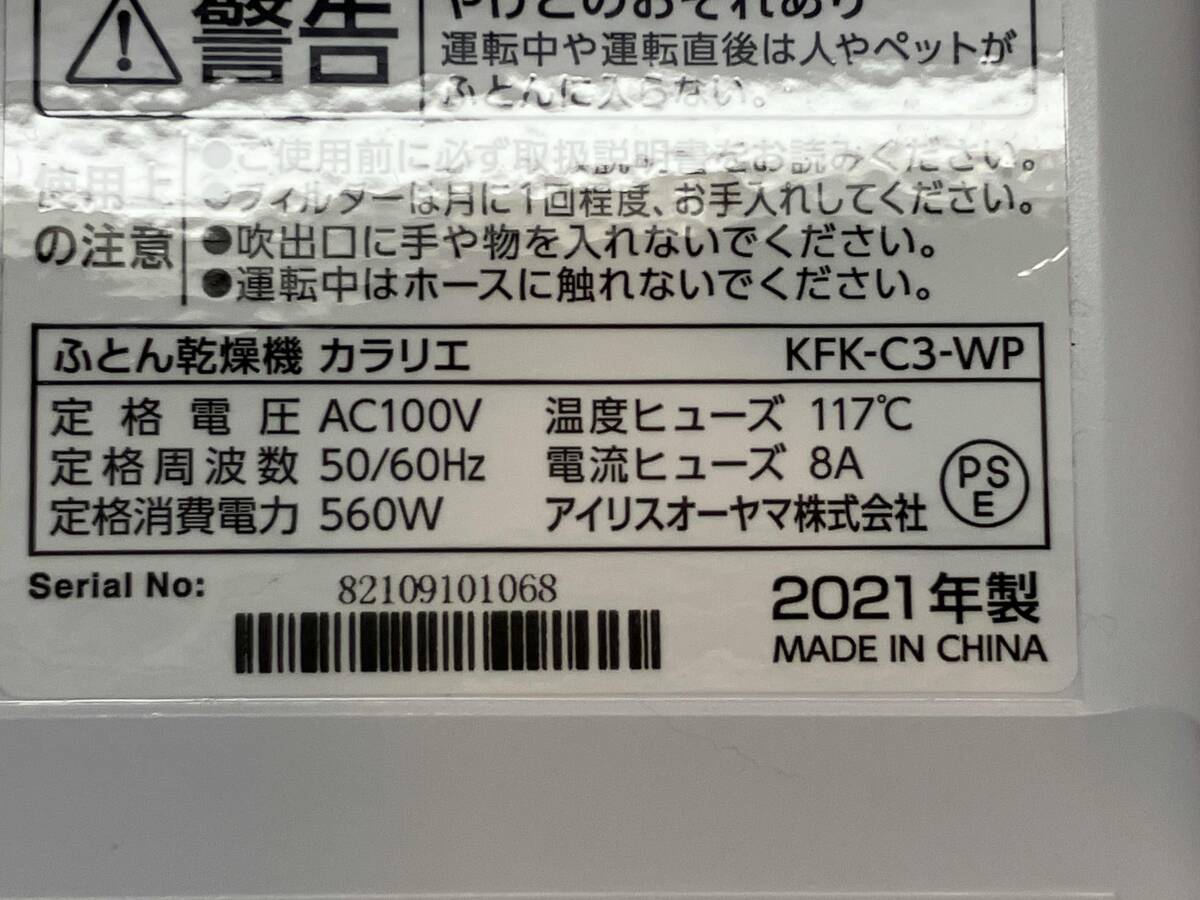 警告
やけどのおそれあり
運転中や運転直後は人やペットが
ふとんに入らない。
使用上
の注意
●ご使用前に必ず取扱説明書をお読みください。
●フィルターは月に1回程度、お手入れしてください。
●吹出口に手や物を入れないでください。
●運転中はホースに触れないでください。
ふとん乾燥機 カラリエ KFK-C3-WP
定格電圧 AC100V 温度ヒューズ 117℃
定格周波数 50/60Hz 電流ヒューズ 8A
定格消費電力 560W アイリスオーヤマ株式会社
PS
E
Serial No: 82109101068
2021年製
MADE IN CHINA